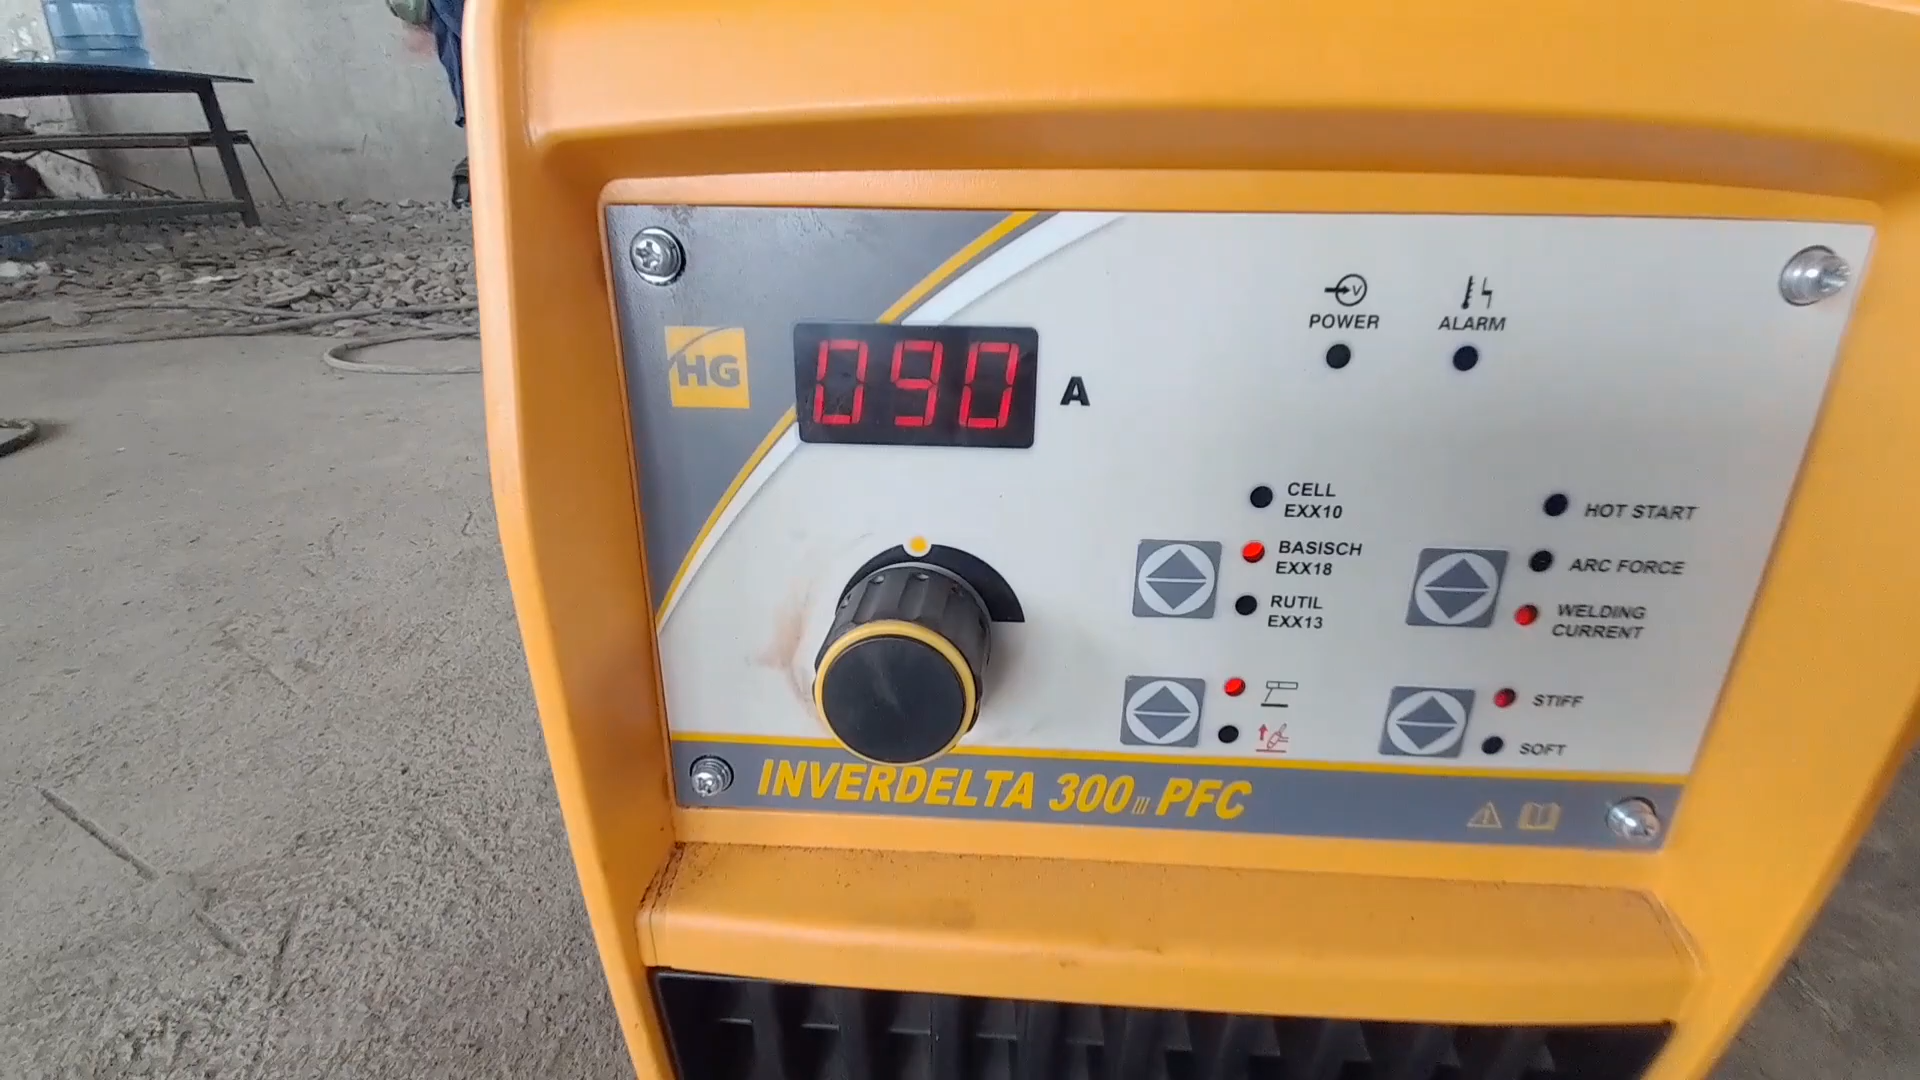 HG
090
A
POWER
ALARM
CELL
EXX10
BASISCH
EXX18
RUTIL
EXX13
HOT START
ARC FORCE
WELDING
CURRENT
STIFF
SOFT
INVERDELTA 300 III PFC